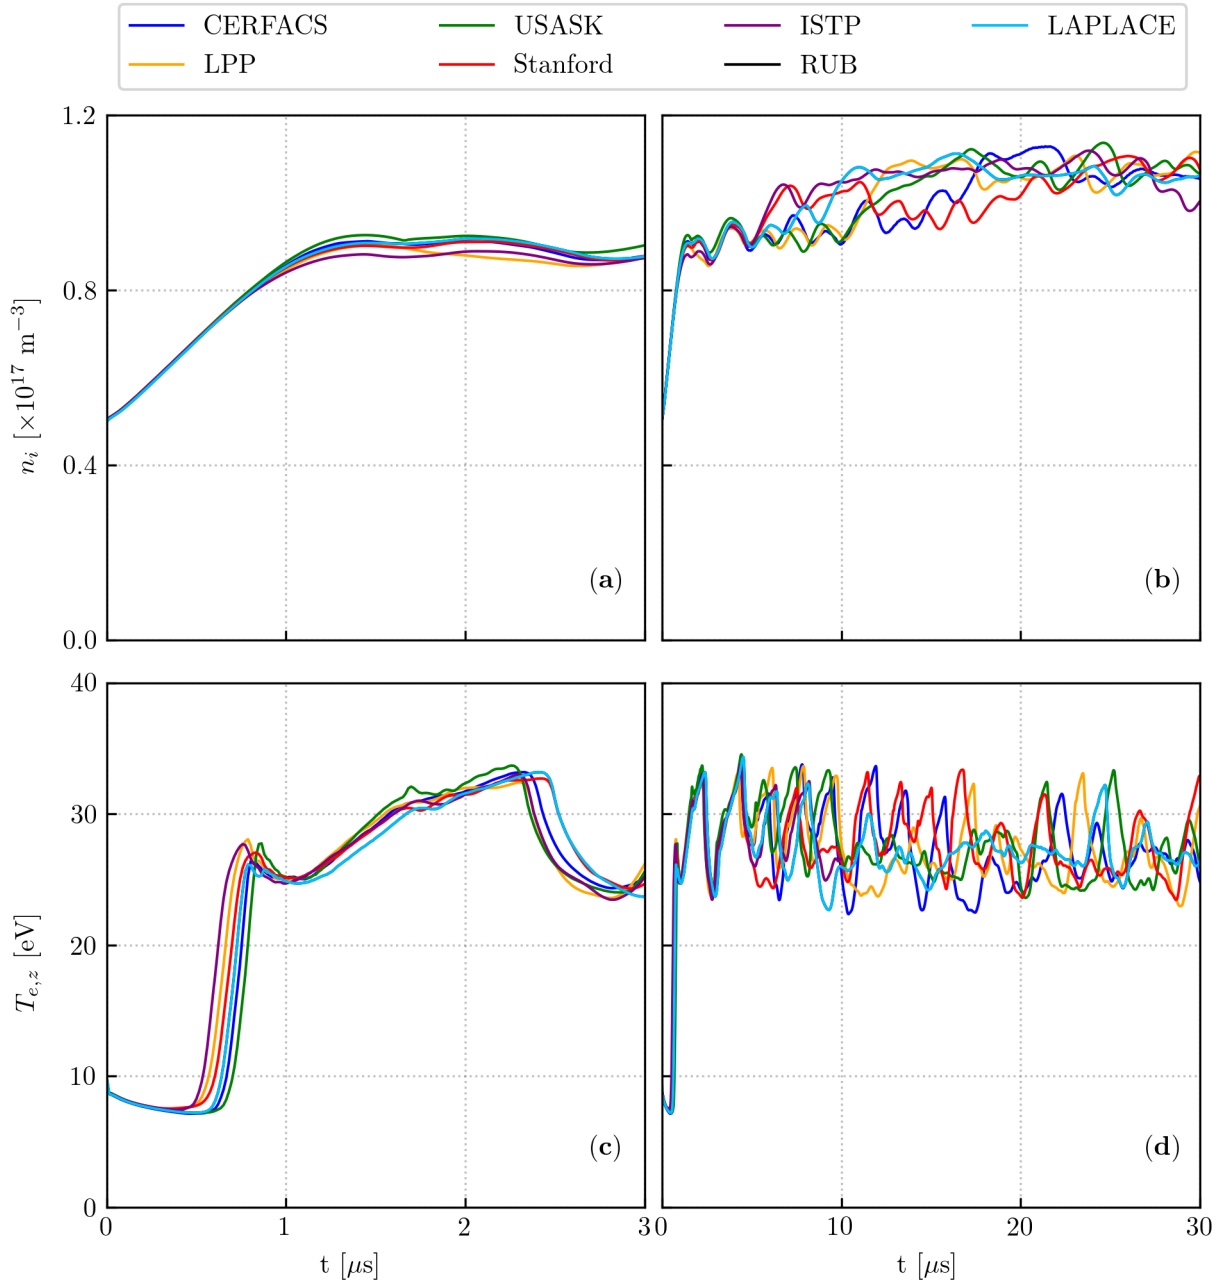 CERFACS USASK ISTP LAPLACE
LPP Stanford RUB
1.2
0.8
0.4
0.0
n_i [×10^17 m^−3]
(a) (b)
40
30
20
10
0
T_{e,z} [eV]
(c) (d)
0 1 2 3 0 10 20 30
t [μs] t [μs]